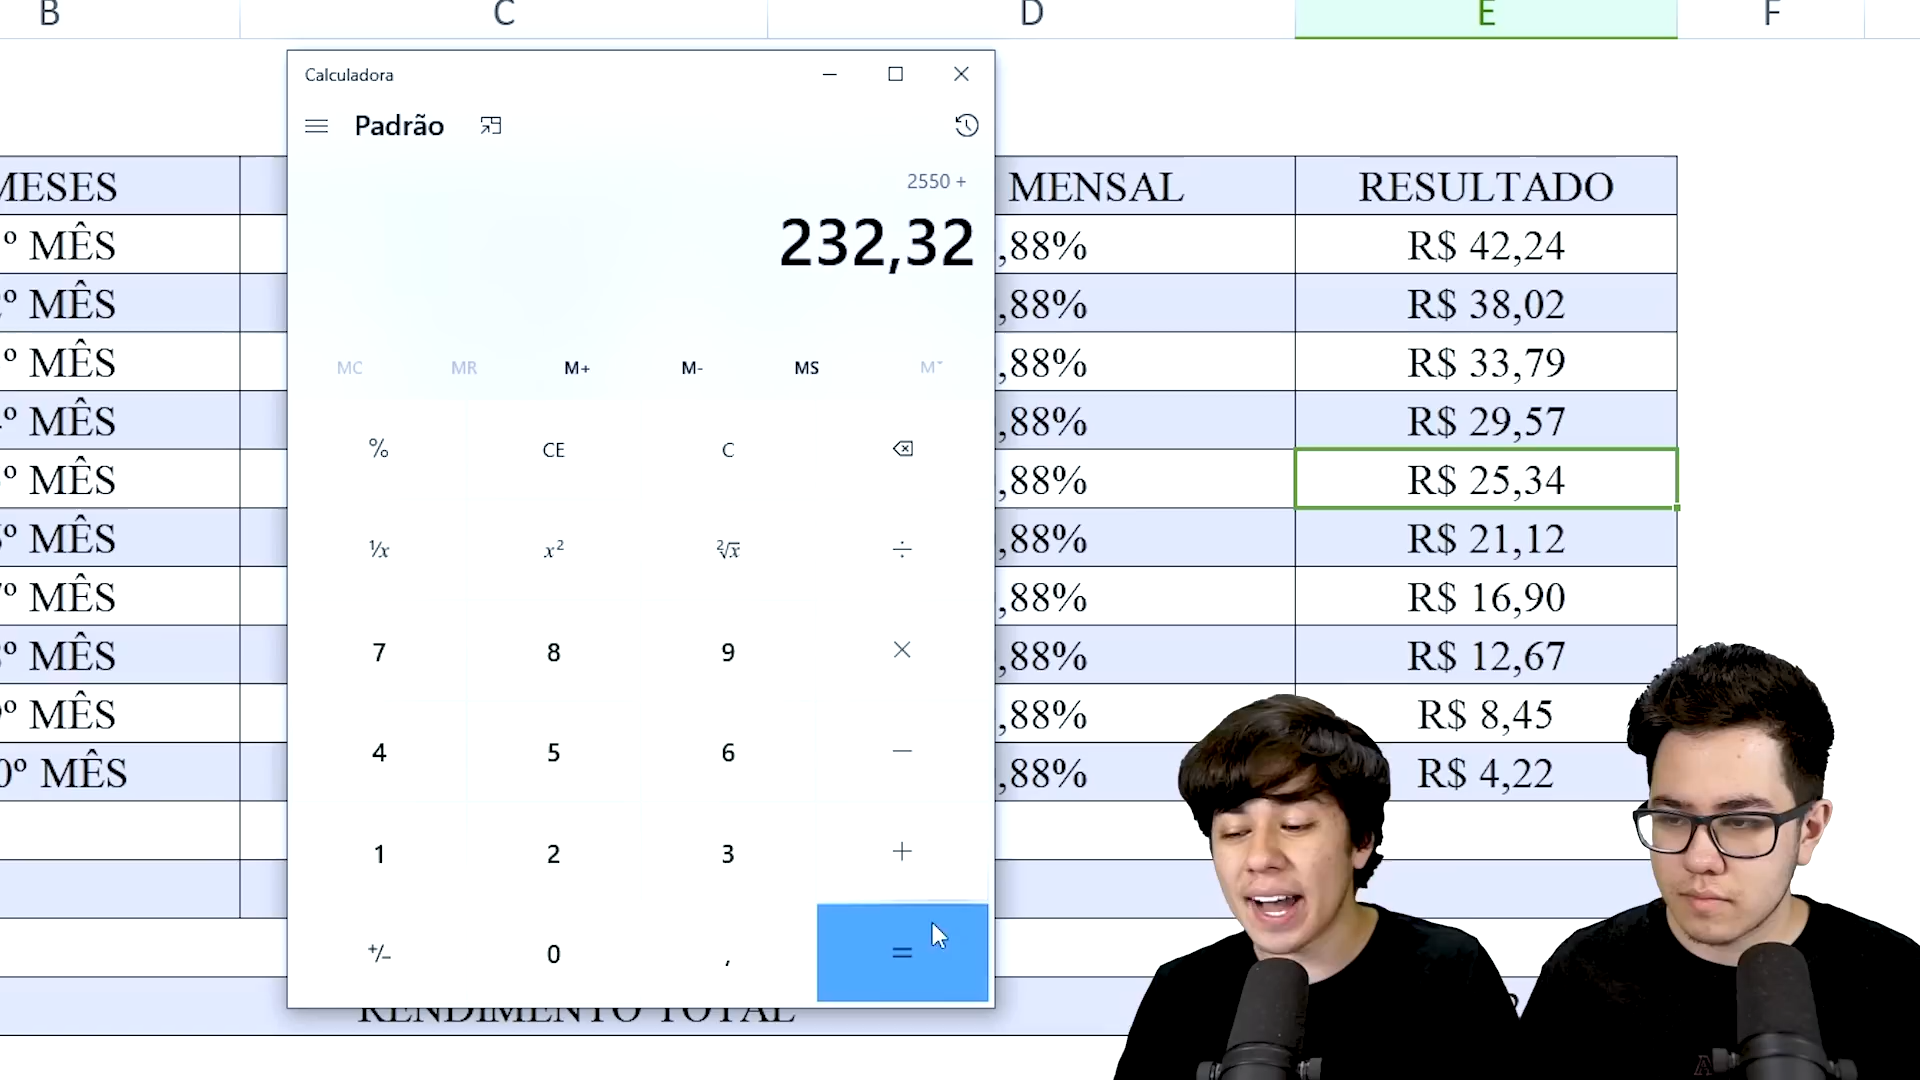 B C D E F
Calculadora
Padrão
2550 +
232,32
MC MR M+ M- MS M˅
% CE C
⅟x x² ²√x ÷
7 8 9 ×
4 5 6 −
1 2 3 +
+/− 0 , =
MESES MENSAL RESULTADO
º MÊS ,88% R$ 42,24
º MÊS ,88% R$ 38,02
º MÊS ,88% R$ 33,79
º MÊS ,88% R$ 29,57
º MÊS ,88% R$ 25,34
º MÊS ,88% R$ 21,12
º MÊS ,88% R$ 16,90
º MÊS ,88% R$ 12,67
º MÊS ,88% R$ 8,45
0º MÊS ,88% R$ 4,22
RENDIMENTO TOTAL